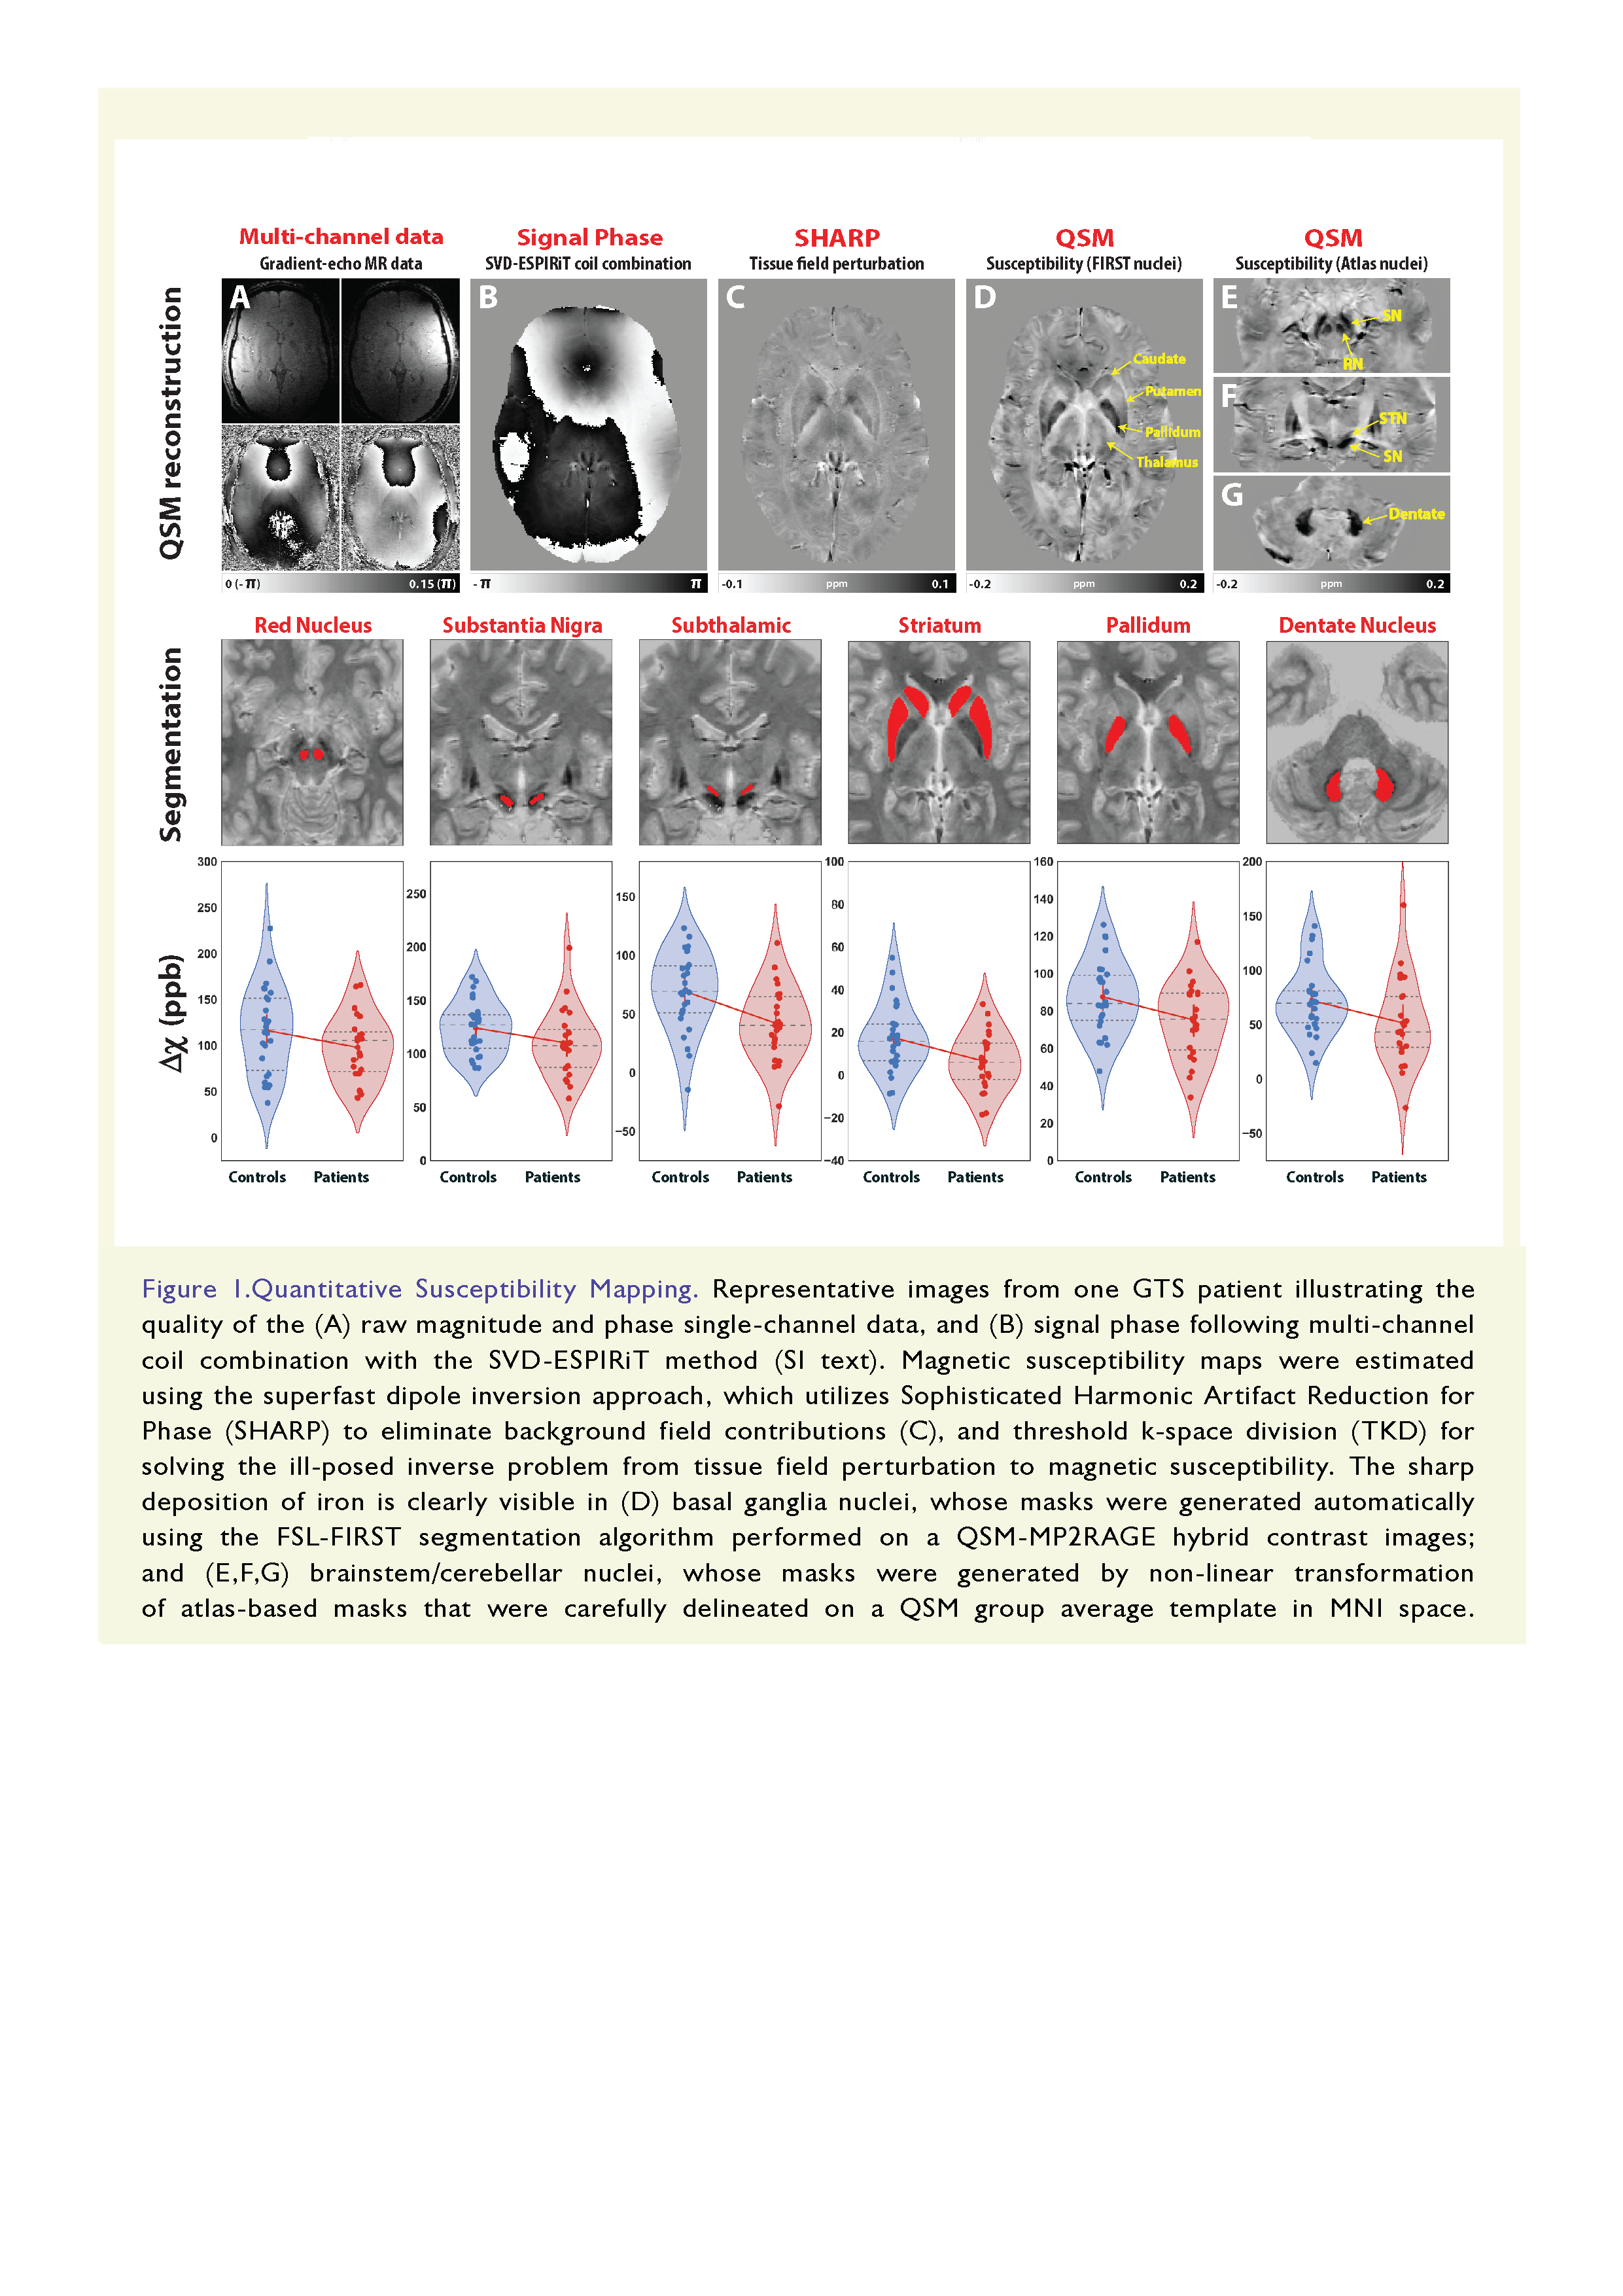 Multi-channel data
Gradient-echo MR data
Signal Phase
SVD-ESPIRiT coil combination
SHARP
Tissue field perturbation
QSM
Susceptibility (FIRST nuclei)
QSM
Susceptibility (Atlas nuclei)
QSM reconstruction
A
B
C
D
Caudate
Putamen
Pallidum
Thalamus
E
SN
RN
F
STN
SN
G
Dentate
0 (- π) 0.15 (π)
- π π
-0.1 ppm 0.1
-0.2 ppm 0.2
-0.2 ppm 0.2
Segmentation
Red Nucleus
Substantia Nigra
Subthalamic
Striatum
Pallidum
Dentate Nucleus
Δχ (ppb)
300
250
200
150
100
50
0
Controls Patients
250
200
150
100
50
0
Controls Patients
150
100
50
0
−50
Controls Patients
100
80
60
40
20
0
−20
−40
Controls Patients
160
140
120
100
80
60
40
20
0
Controls Patients
200
150
100
50
0
−50
Controls Patients
Figure 1.Quantitative Susceptibility Mapping. Representative images from one GTS patient illustrating the
quality of the (A) raw magnitude and phase single-channel data, and (B) signal phase following multi-channel
coil combination with the SVD-ESPIRiT method (SI text). Magnetic susceptibility maps were estimated
using the superfast dipole inversion approach, which utilizes Sophisticated Harmonic Artifact Reduction for
Phase (SHARP) to eliminate background field contributions (C), and threshold k-space division (TKD) for
solving the ill-posed inverse problem from tissue field perturbation to magnetic susceptibility. The sharp
deposition of iron is clearly visible in (D) basal ganglia nuclei, whose masks were generated automatically
using the FSL-FIRST segmentation algorithm performed on a QSM-MP2RAGE hybrid contrast images;
and (E,F,G) brainstem/cerebellar nuclei, whose masks were generated by non-linear transformation
of atlas-based masks that were carefully delineated on a QSM group average template in MNI space.